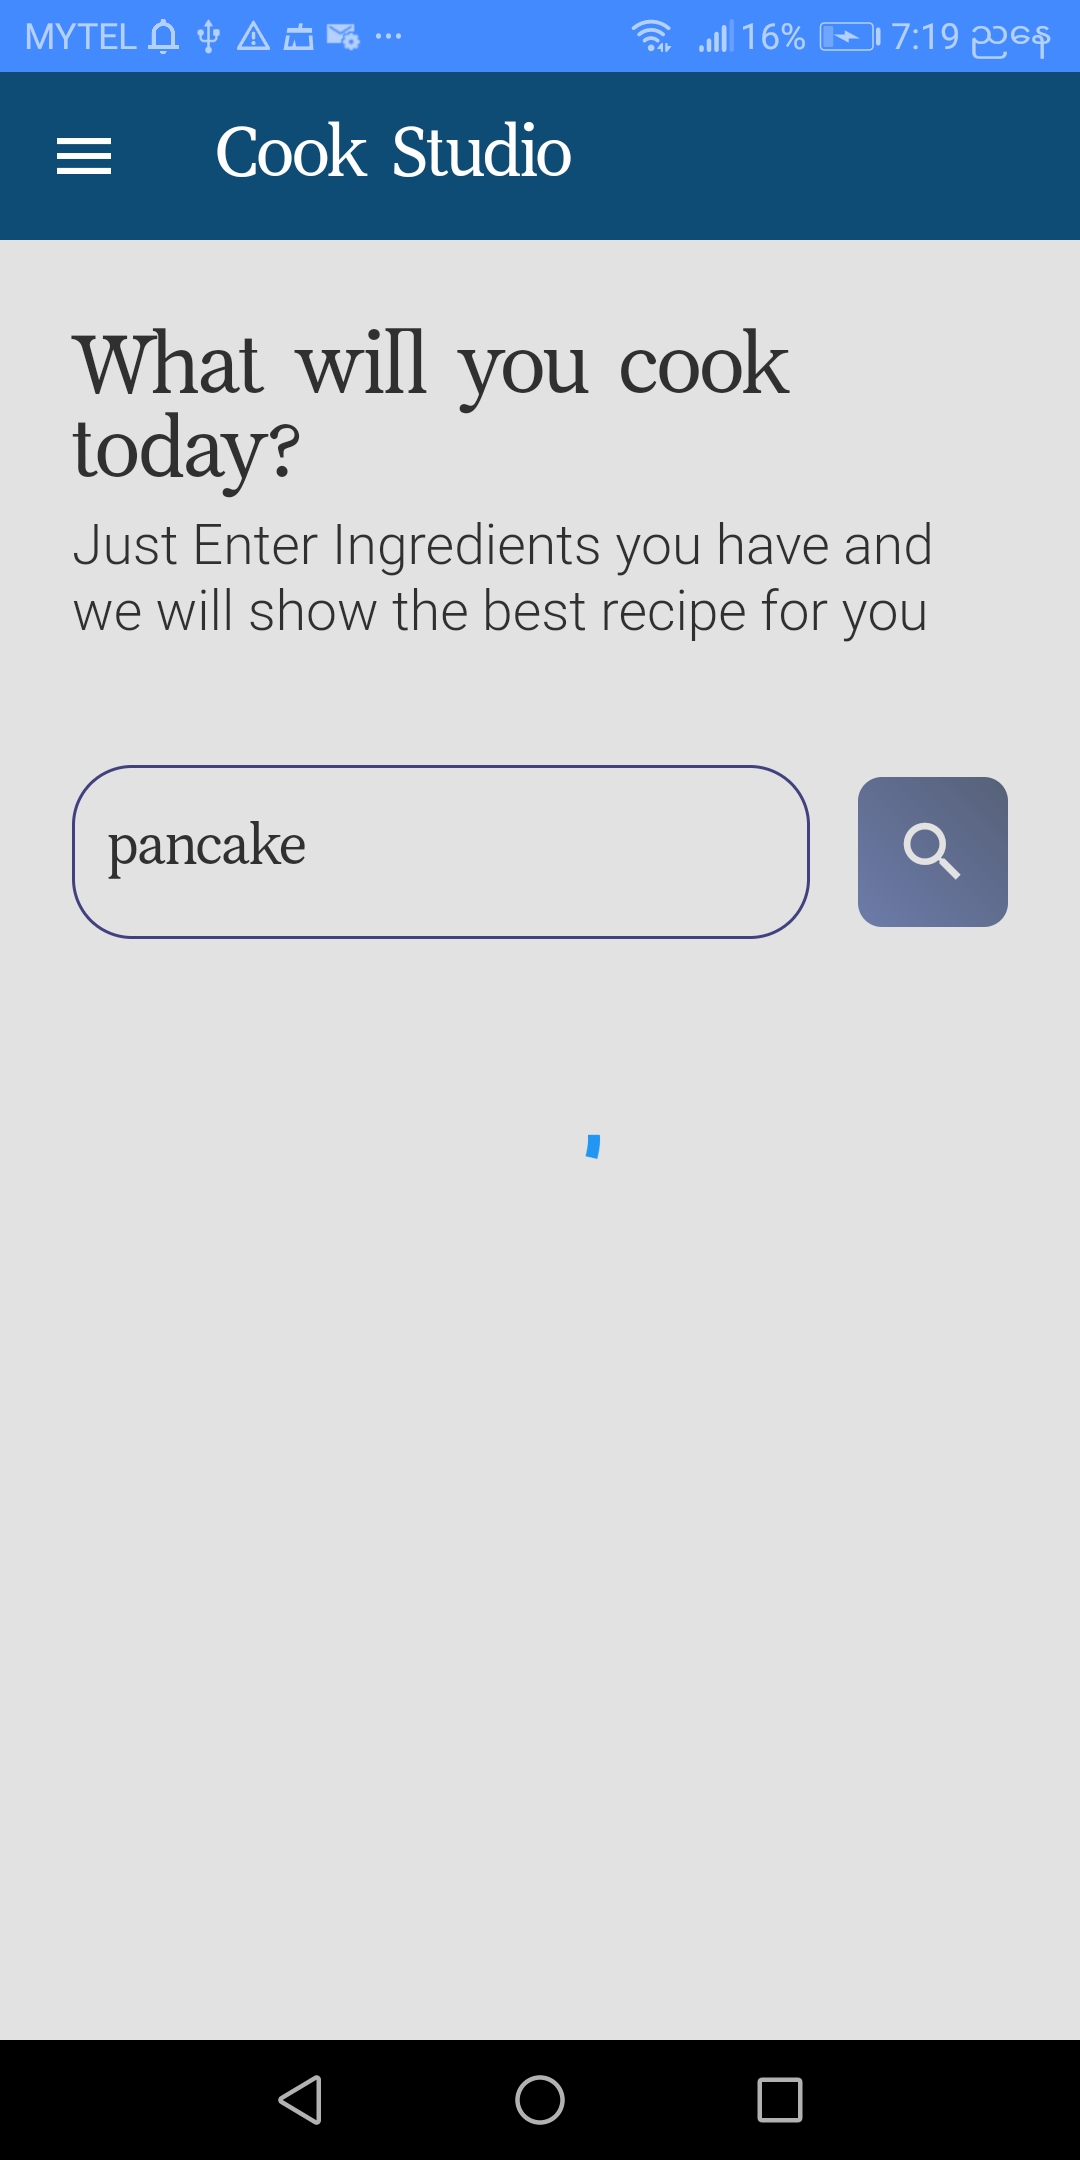 MYTEL 16% 7:19 ညနေ
Cook Studio
What will you cook
today?
Just Enter Ingredients you have and
we will show the best recipe for you
pancake